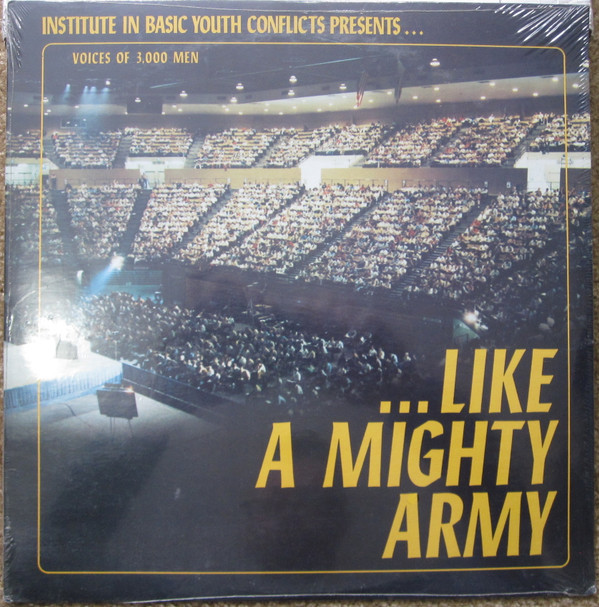 INSTITUTE IN BASIC YOUTH CONFLICTS PRESENTS...
VOICES OF 3,000 MEN
...LIKE
A MIGHTY
ARMY